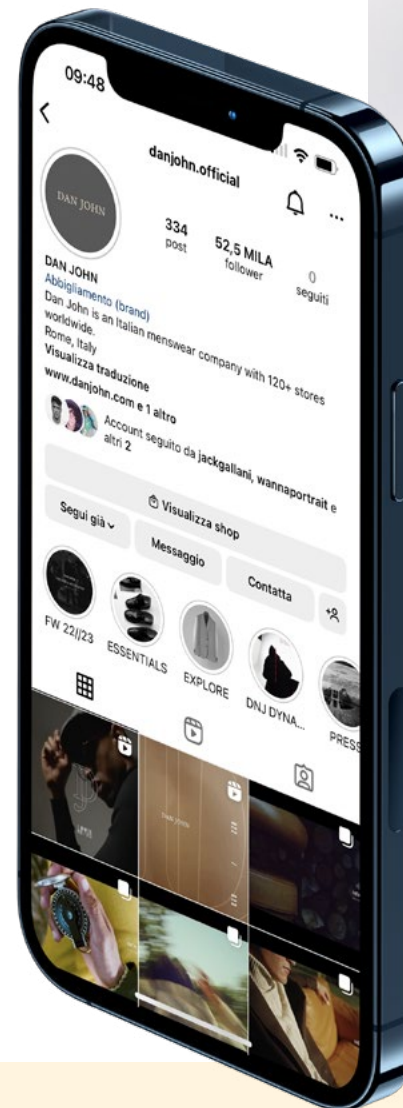 09:48
danjohn.official
DAN JOHN
334
post
52,5 MILA
follower
0
seguiti
DAN JOHN
Abbigliamento (brand)
Dan John is an Italian menswear company with 120+ stores
worldwide.
Rome, Italy
Visualizza traduzione
www.danjohn.com e 1 altro
Account seguito da jackgallani, wannaportrait e
altri 2
Visualizza shop
Segui già
Messaggio
Contatta
FW 22//23
ESSENTIALS
EXPLORE
DNJ DYNA...
PRESS
DAN JOHN